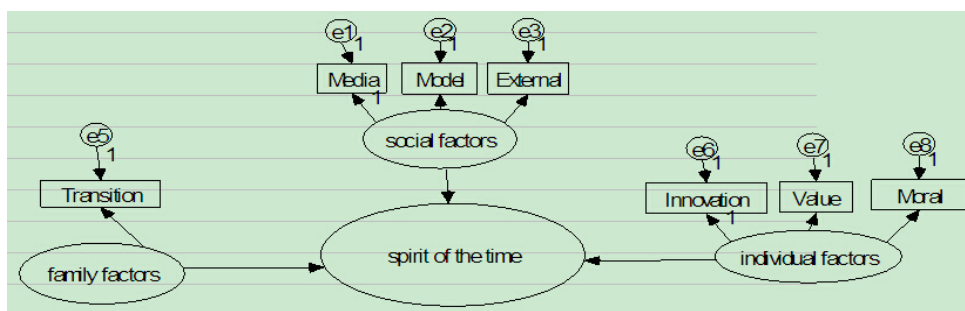 e1 e2 e3
1 1 1
Media Model External
1
social factors
e5
1
Transition
e6 e7 e8
1 1 1
Innovation Value Moral
1
spirit of the time
family factors
individual factors